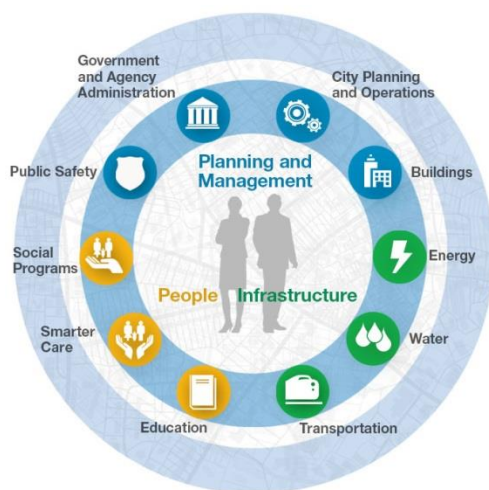 Government
and Agency
Administration
City Planning
and Operations
Public Safety
Planning and
Management
Buildings
Social
Programs
Energy
People
Infrastructure
Smarter
Care
Water
Education
Transportation